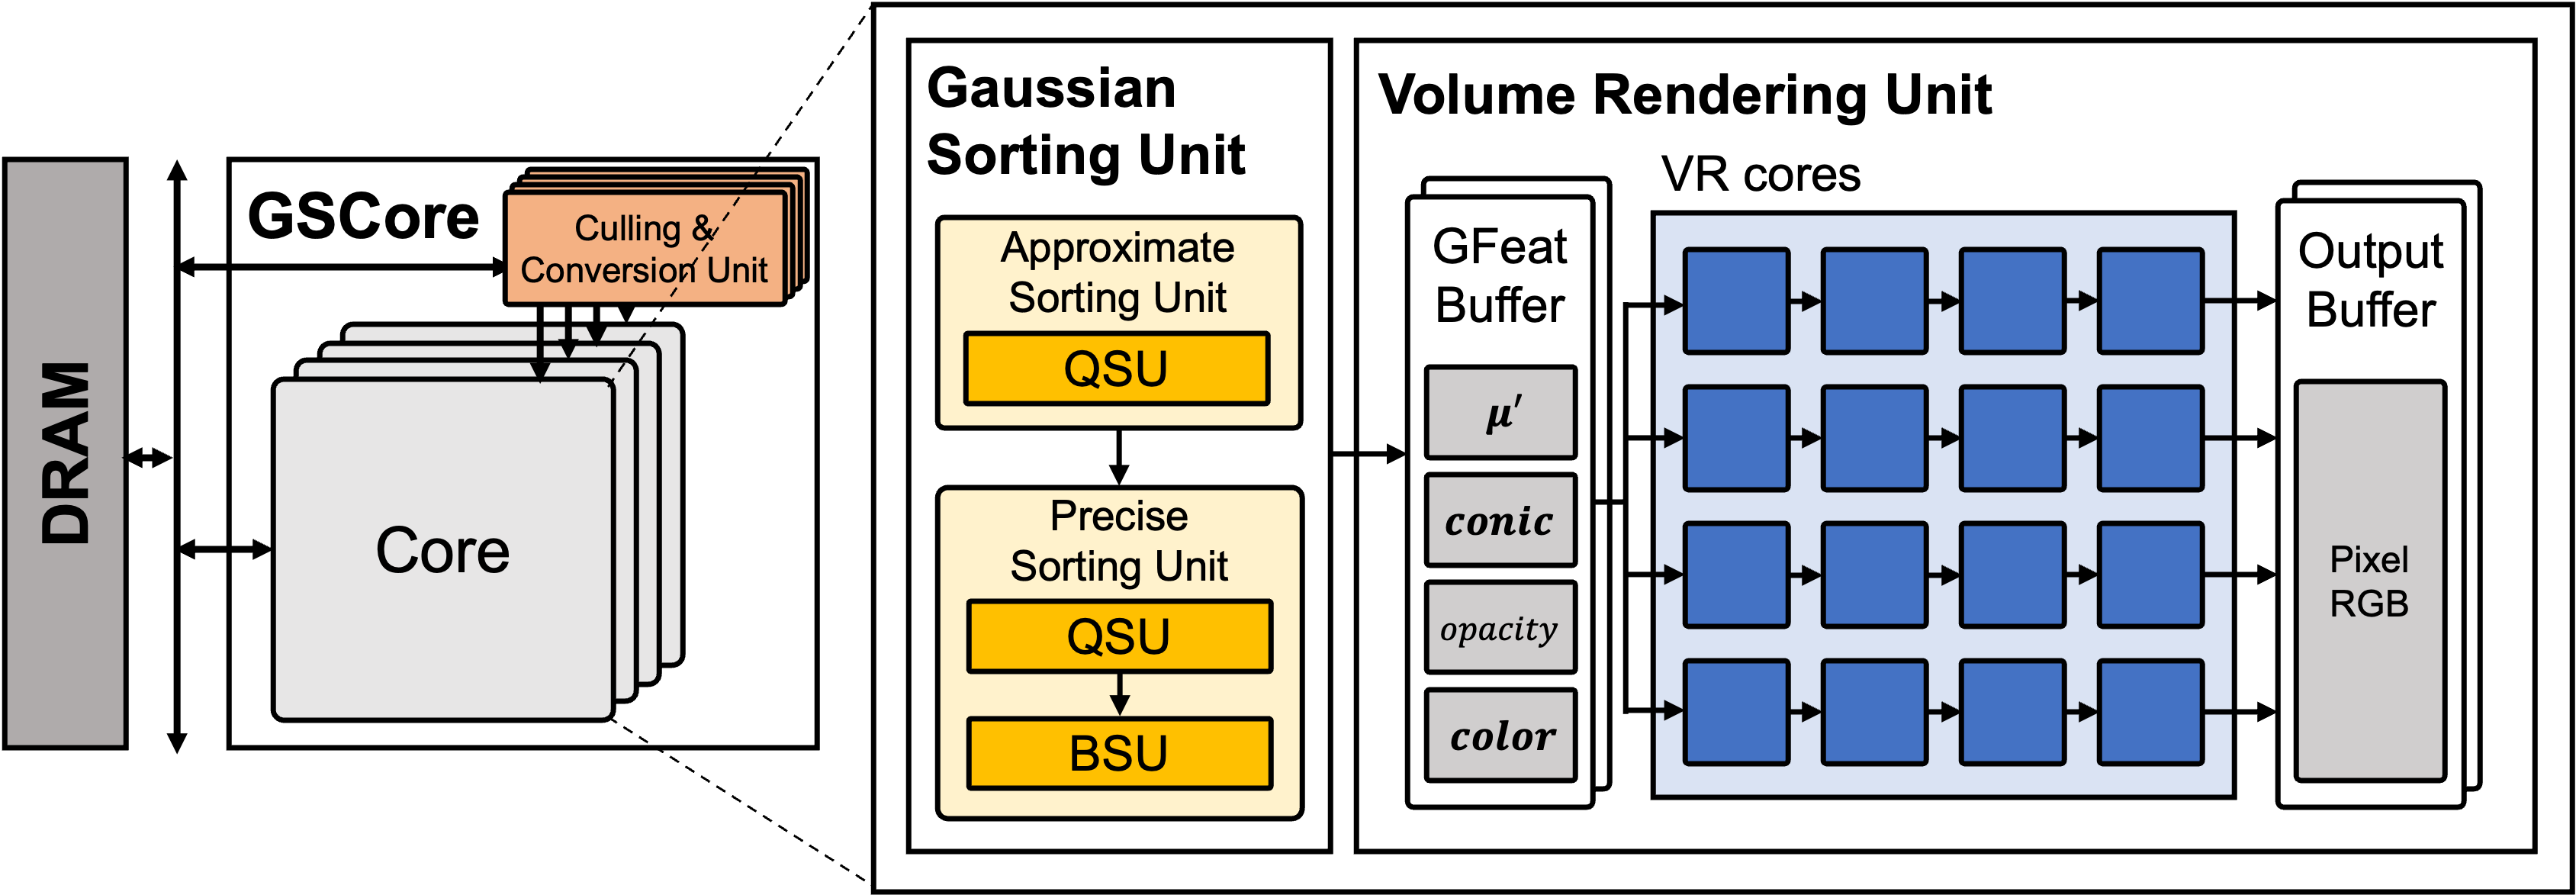 DRAM
GSCore
Culling &
Conversion Unit
Core
Gaussian
Sorting Unit
Approximate
Sorting Unit
QSU
Precise
Sorting Unit
QSU
BSU
Volume Rendering Unit
VR cores
GFeat
Buffer
μ′
conic
opacity
color
Output
Buffer
Pixel
RGB